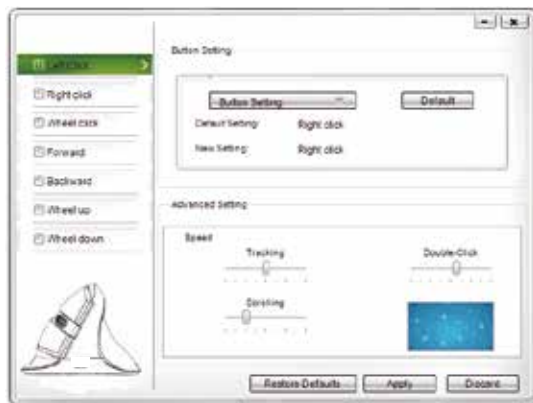 Left Click
Right click
Wheel click
Forward
Backward
Wheel up
Wheel down
Button Setting
Button Setting
Default
Default Setting: Right click
New Setting: Right click
Advanced Setting
Speed
Tracking
Double-Click
Scrolling
Restore Defaults
Apply
Discard